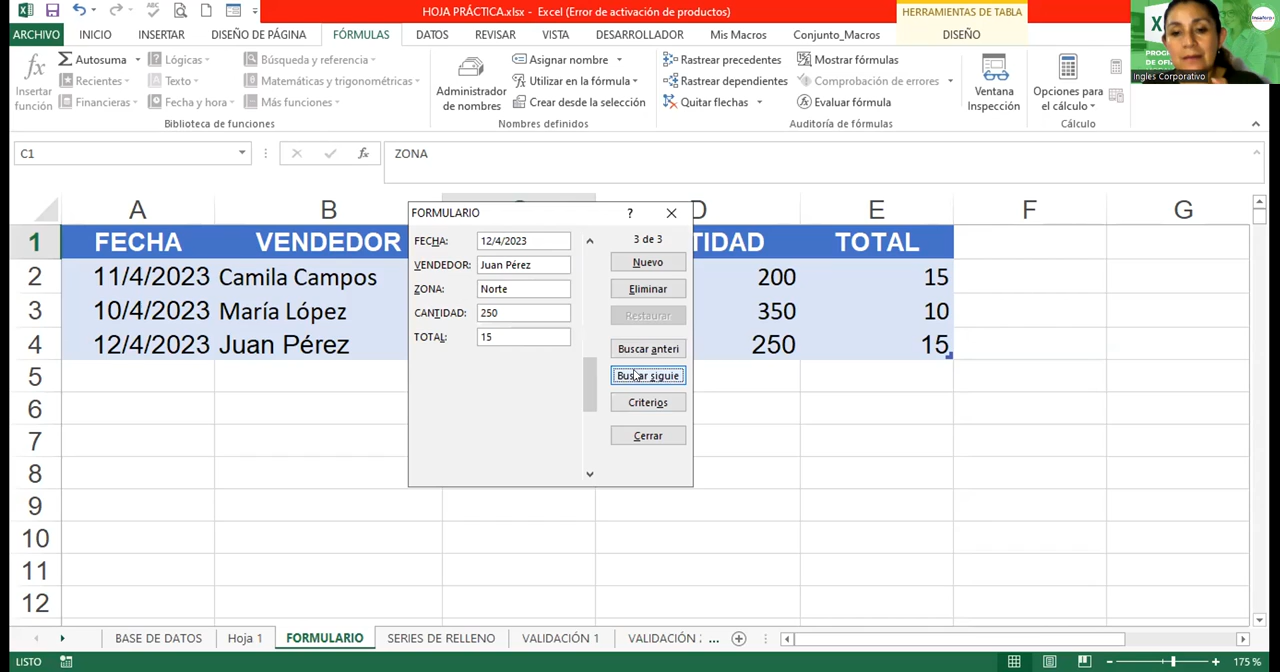 HOJA PRÁCTICA.xlsx - Excel (Error de activación de productos)
HERRAMIENTAS DE TABLA
ARCHIVO INICIO INSERTAR DISEÑO DE PÁGINA FÓRMULAS DATOS REVISAR VISTA DESARROLLADOR Mis Macros Conjunto_Macros DISEÑO
Ingles Corporativo
fx Insertar función
Autosuma Lógicas Búsqueda y referencia
Recientes Texto Matemáticas y trigonométricas
Financieras Fecha y hora Más funciones
Biblioteca de funciones
Administrador de nombres
Asignar nombre
Utilizar en la fórmula
Crear desde la selección
Nombres definidos
Rastrear precedentes Mostrar fórmulas
Rastrear dependientes Comprobación de errores
Quitar flechas Evaluar fórmula
Auditoría de fórmulas
Ventana Inspección
Opciones para el cálculo
Cálculo
C1 fx ZONA
A B D E F G
1 FECHA VENDEDOR TIDAD TOTAL
2 11/4/2023 Camila Campos 200 15
3 10/4/2023 María López 350 10
4 12/4/2023 Juan Pérez 250 15
5
6
7
8
9
10
11
12
FORMULARIO ?
FECHA: 12/4/2023 3 de 3
VENDEDOR: Juan Pérez Nuevo
ZONA: Norte Eliminar
CANTIDAD: 250 Restaurar
TOTAL: 15
Buscar anteri
Buscar siguie
Criterios
Cerrar
BASE DE DATOS Hoja 1 FORMULARIO SERIES DE RELLENO VALIDACIÓN 1 VALIDACIÓN ...
LISTO 175 %